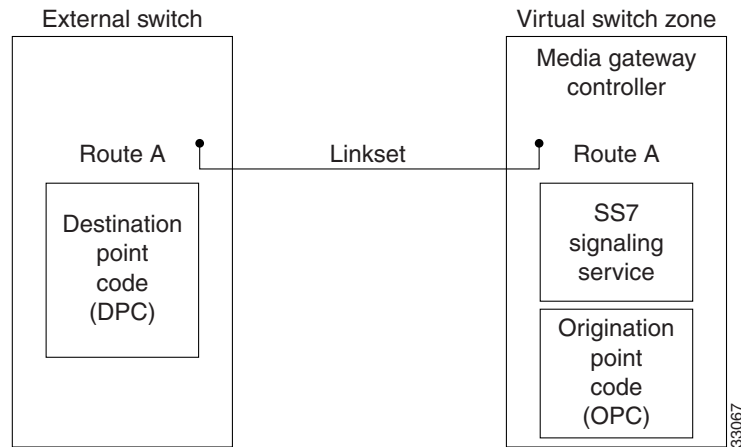 External switch
Route A
Destination
point
code
(DPC)
Linkset
Virtual switch zone
Media gateway
controller
Route A
SS7
signaling
service
Origination
point
code
(OPC)
33067